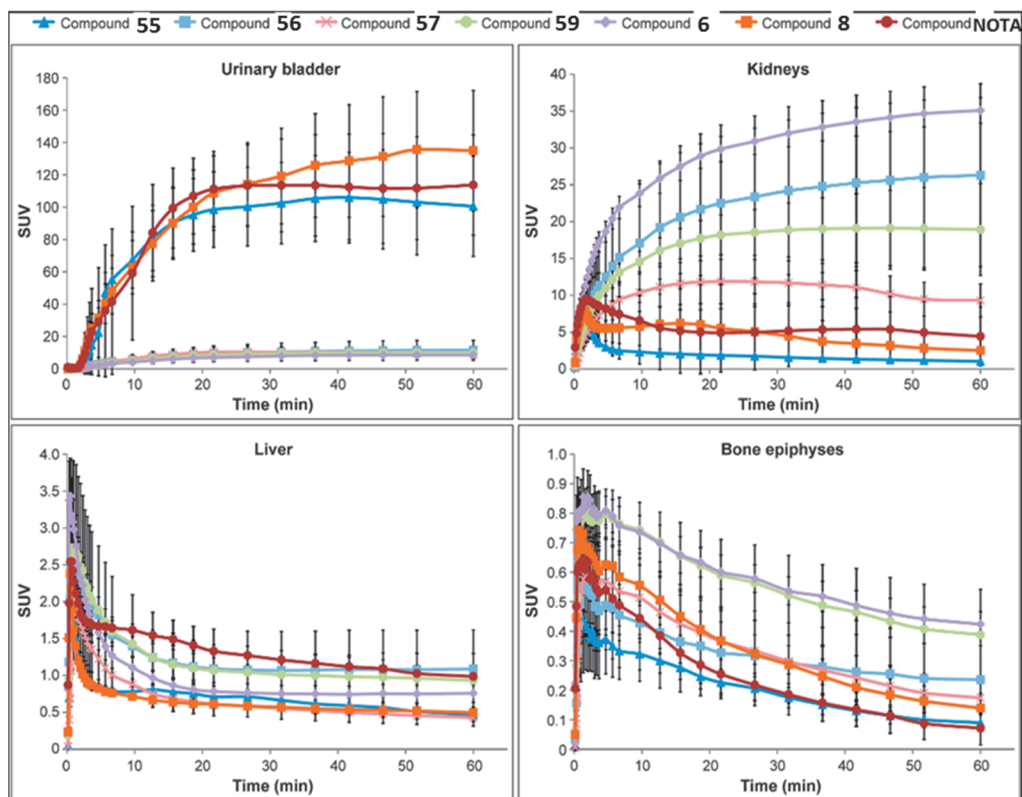 Compound 55 Compound 56 Compound 57 Compound 59 Compound 6 Compound 8 Compound NOTA
Urinary bladder
180
160
140
120
100
80
60
40
20
0
SUV
0 10 20 30 40 50 60
Time (min)
Kidneys
40
35
30
25
20
15
10
5
0
SUV
0 10 20 30 40 50 60
Time (min)
Liver
4.0
3.5
3.0
2.5
2.0
1.5
1.0
0.5
0
SUV
0 10 20 30 40 50 60
Time (min)
Bone epiphyses
1.0
0.9
0.8
0.7
0.6
0.5
0.4
0.3
0.2
0.1
0
SUV
0 10 20 30 40 50 60
Time (min)